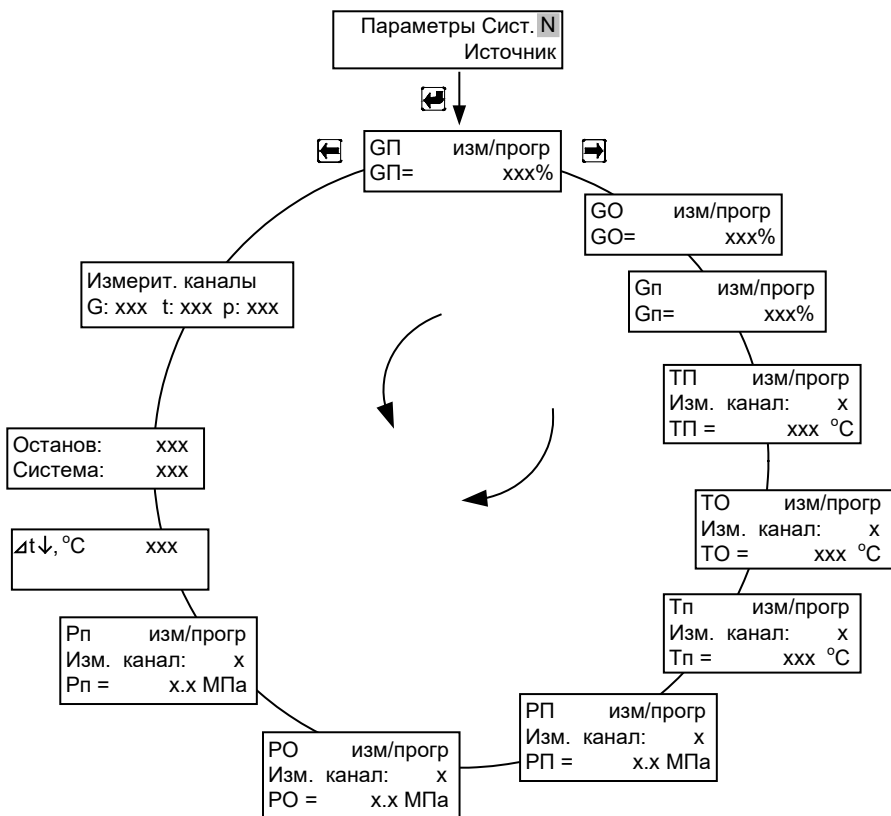 Параметры Сист. N
Источник
GП изм/прогр
GП= xxx%
GО изм/прогр
GО= xxx%
Gп изм/прогр
Gп= xxx%
ТП изм/прогр
Изм. канал: x
ТП = xxx °C
ТО изм/прогр
Изм. канал: x
ТО = xxx °C
Тп изм/прогр
Изм. канал: x
Тп = xxx °C
РП изм/прогр
Изм. канал: x
РП = x.x МПа
РО изм/прогр
Изм. канал: x
РО = x.x МПа
Рп изм/прогр
Изм. канал: x
Рп = x.x МПа
⊿t↓, °C xxx
Останов: xxx
Система: xxx
Измерит. каналы
G: xxx t: xxx p: xxx